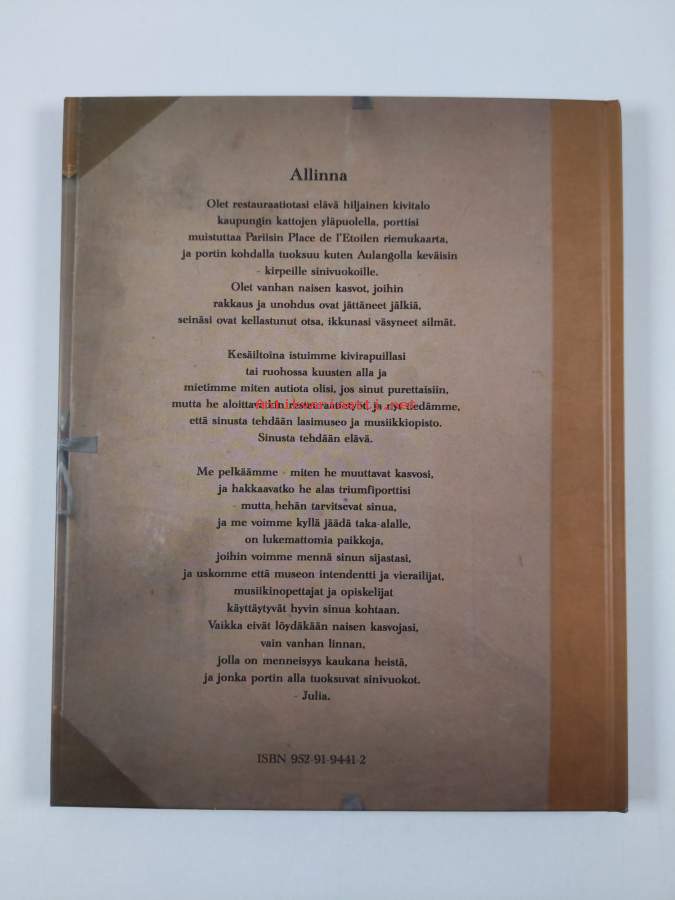 Allinna
Olet restauraatiotasi elävä hiljainen kivitalo
kaupungin kattojen yläpuolella, porttisi
muistuttaa Pariisin Place de l'Etoilen riemukaarta,
ja portin kohdalla tuoksuu kuten Aulangolla keväisin
- kirpeille sinivuokoille.
Olet vanhan naisen kasvot, joihin
rakkaus ja unohdus ovat jättäneet jälkiä,
seinäsi ovat kellastunut otsa, ikkunasi väsyneet silmät.
Kesäiltoina istuimme kivirapuillasi
tai ruohossa kuusten alla ja
mietimme miten autiota olisi, jos sinut purettaisiin,
mutta he ja me
että sinusta tehdään lasimuseo ja musiikkiopisto.
Sinusta tehdään elävä.
Me pelkäämme - miten he muuttavat kasvosi,
ja hakkaavatko he alas triumfiporttisi
- mutta hehän tarvitsevat sinua,
ja me voimme kyllä jäädä taka-alalle,
on lukemattomia paikkoja,
joihin voimme mennä sinun sijastasi,
ja uskomme että museon intendentti ja vierailijat,
musiikinopettajat ja opiskelijat
käyttäytyvät hyvin sinua kohtaan.
Vaikka eivät löydäkään naisen kasvojasi,
vain vanhan linnan,
jolla on menneisyys kaukana heistä,
ja jonka portin alla tuoksuvat sinivuokot.
- Julia.
ISBN 952-91-9441-2